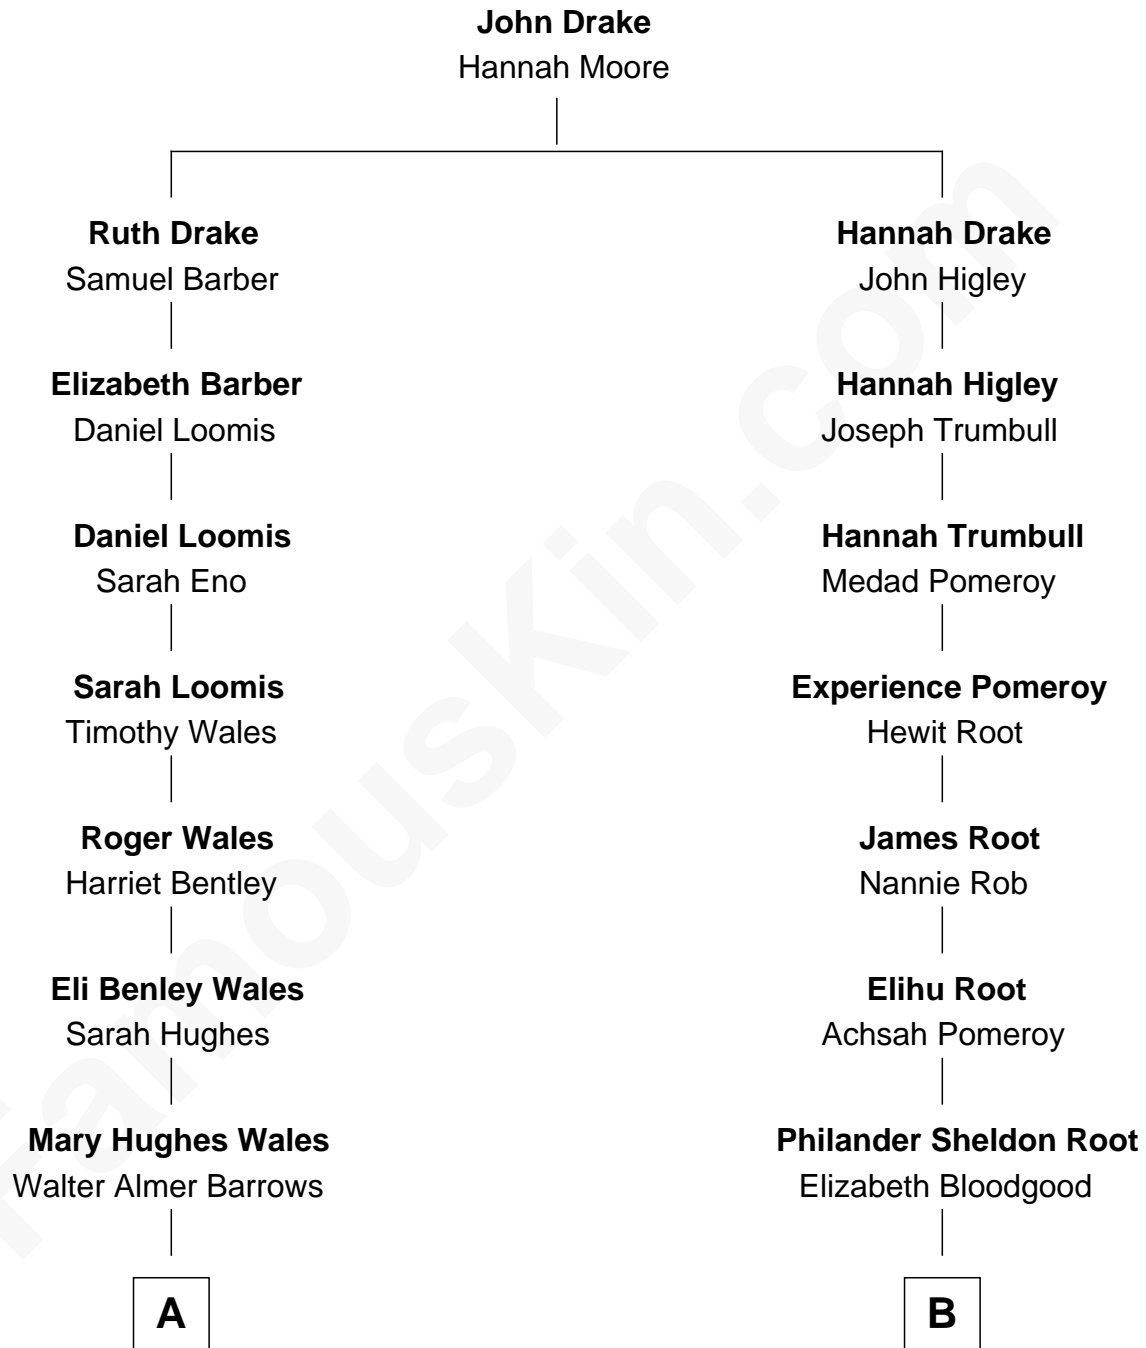 John Drake
Hannah Moore
Ruth Drake
Samuel Barber
Hannah Drake
John Higley
Elizabeth Barber
Daniel Loomis
Hannah Higley
Joseph Trumbull
Daniel Loomis
Sarah Eno
Hannah Trumbull
Medad Pomeroy
Sarah Loomis
Timothy Wales
Experience Pomeroy
Hewit Root
Roger Wales
Harriet Bentley
James Root
Nannie Rob
Eli Benley Wales
Sarah Hughes
Elihu Root
Achsah Pomeroy
Mary Hughes Wales
Walter Almer Barrows
Philander Sheldon Root
Elizabeth Bloodgood
A
B
FamousKin.com